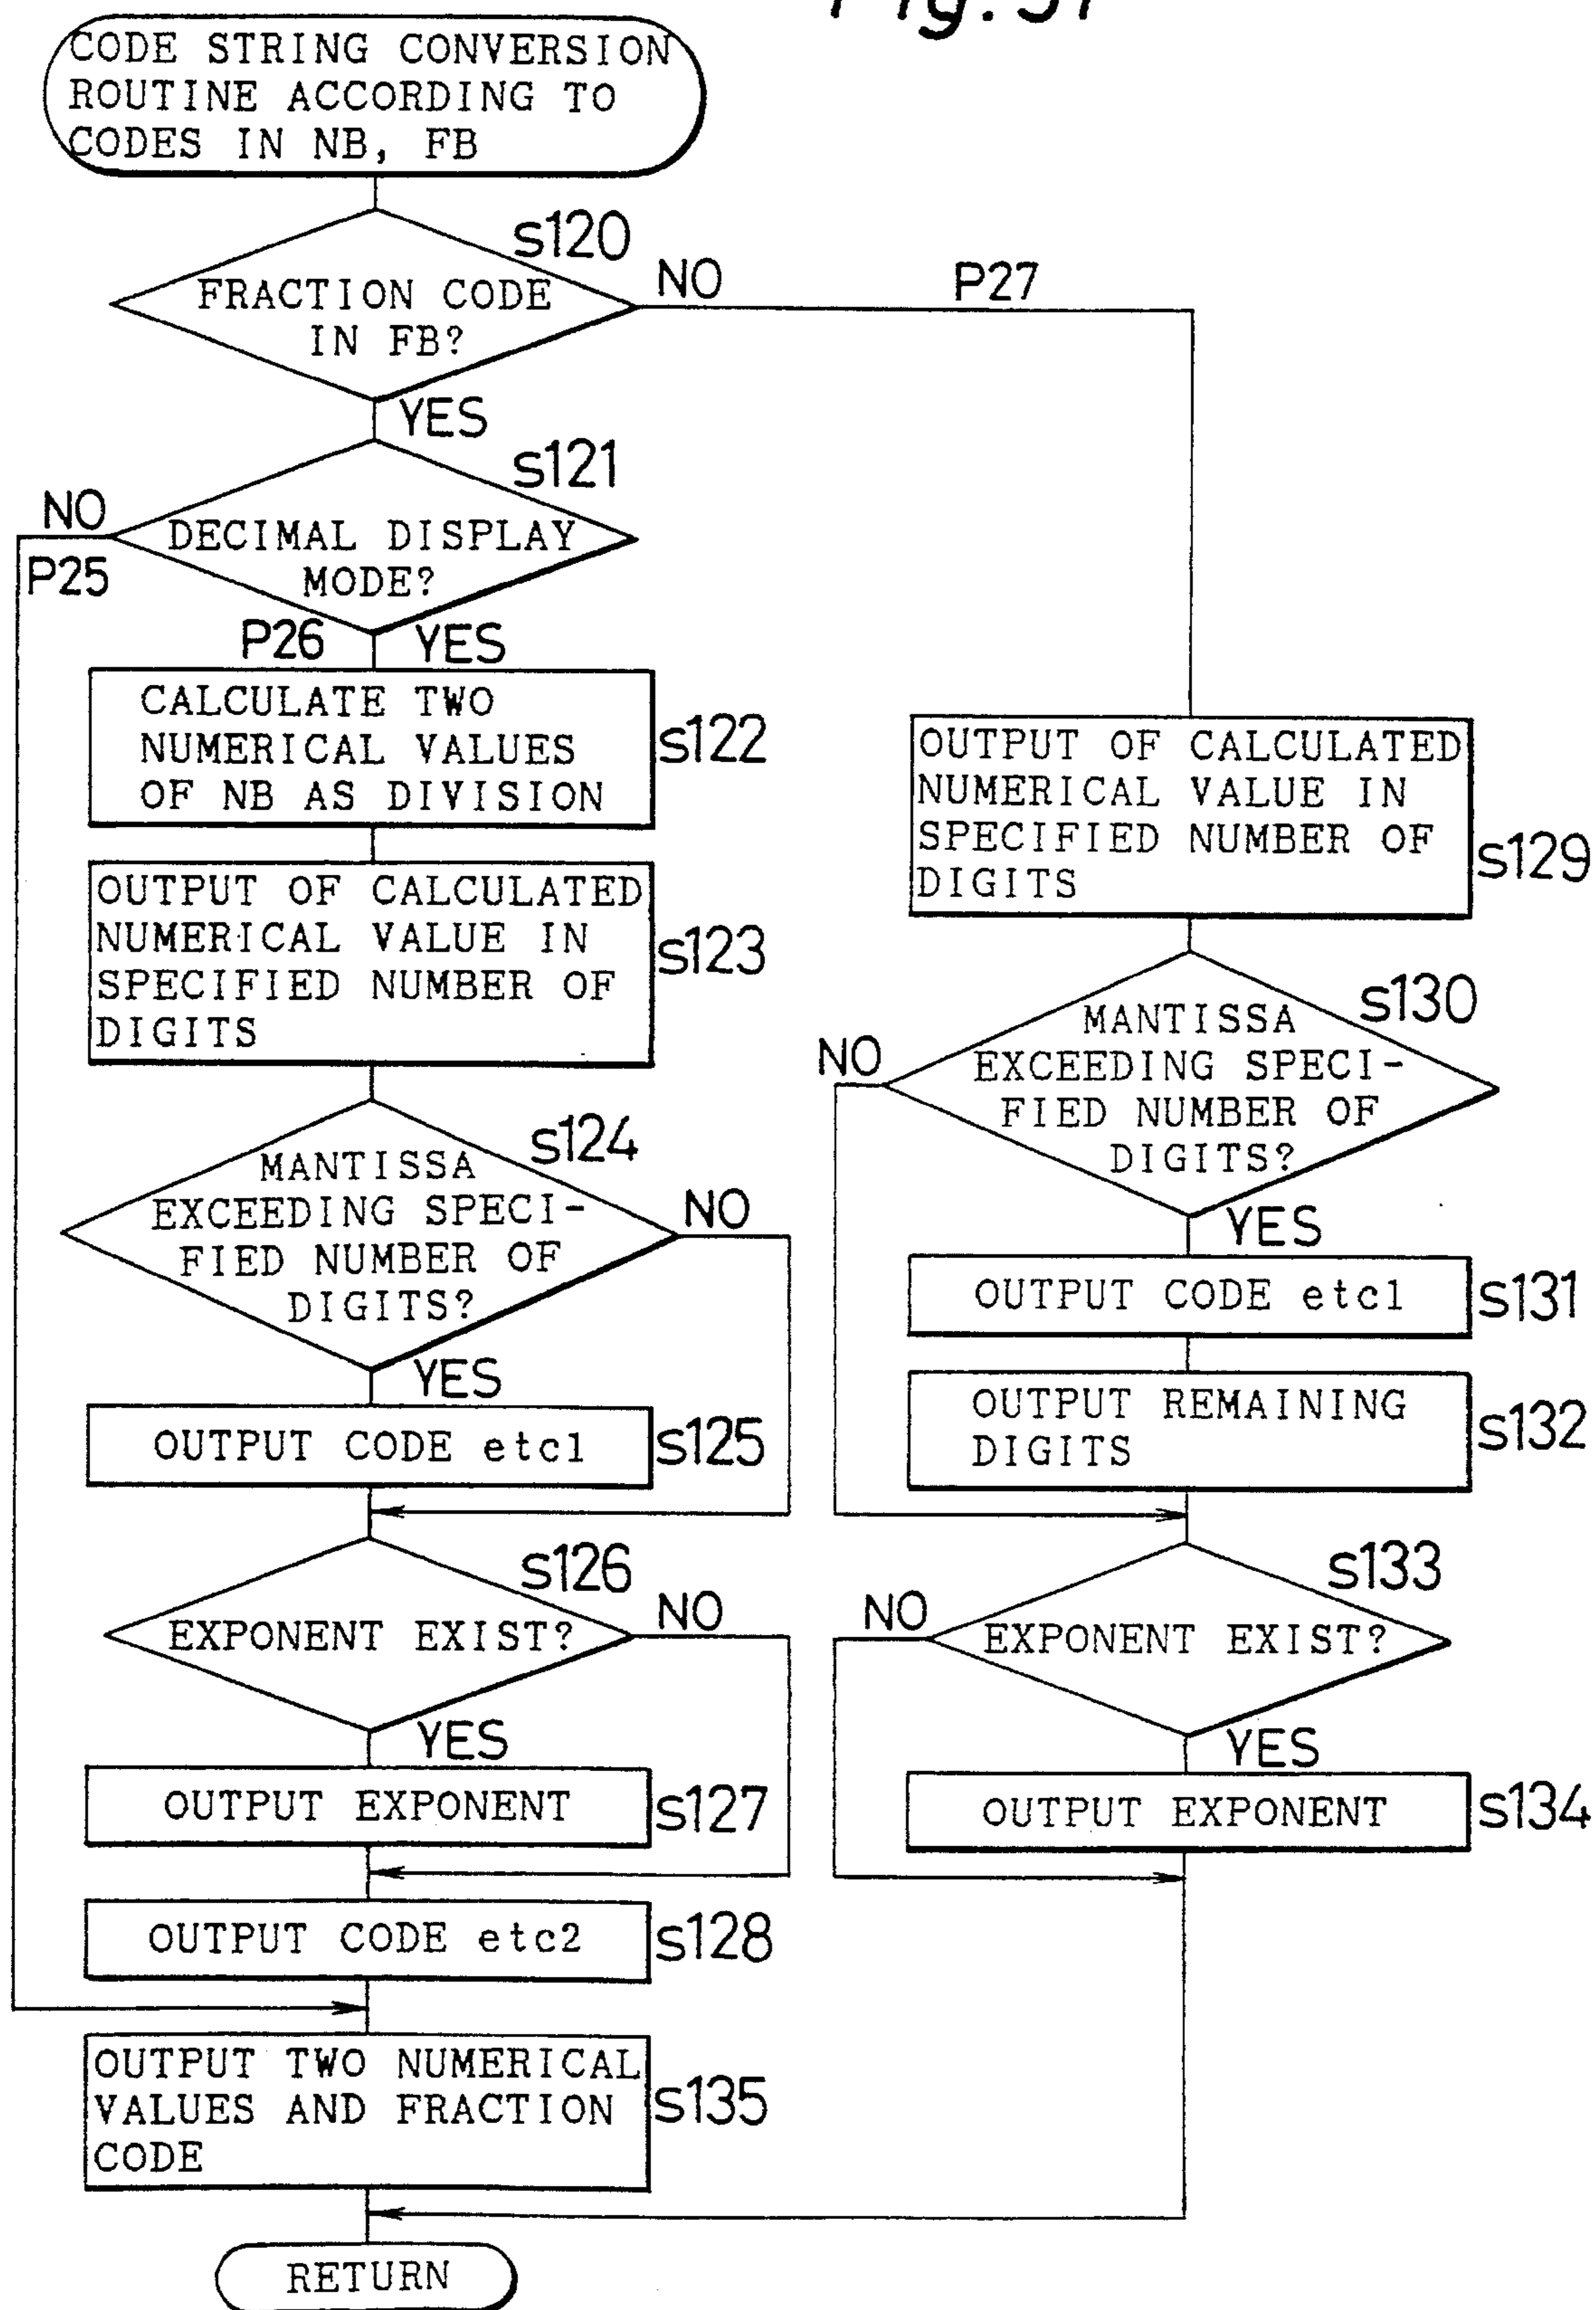 Fig. 31
CODE STRING CONVERSION
ROUTINE ACCORDING TO
CODES IN NB, FB
s120
FRACTION CODE
IN FB?
NO
P27
YES
s121
NO
DECIMAL DISPLAY
MODE?
P25
P26
YES
CALCULATE TWO
NUMERICAL VALUES
OF NB AS DIVISION
s122
OUTPUT OF CALCULATED
NUMERICAL VALUE IN
SPECIFIED NUMBER OF
DIGITS
s123
MANTISSA
EXCEEDING SPECI-
FIED NUMBER OF
DIGITS?
s124
NO
YES
OUTPUT CODE etc1
s125
s126
EXPONENT EXIST?
NO
YES
OUTPUT EXPONENT
s127
OUTPUT CODE etc2
s128
OUTPUT TWO NUMERICAL
VALUES AND FRACTION
CODE
s135
OUTPUT OF CALCULATED
NUMERICAL VALUE IN
SPECIFIED NUMBER OF
DIGITS
s129
s130
MANTISSA
EXCEEDING SPECI-
FIED NUMBER OF
DIGITS?
NO
YES
OUTPUT CODE etc1
s131
OUTPUT REMAINING
DIGITS
s132
s133
NO
EXPONENT EXIST?
YES
OUTPUT EXPONENT
s134
RETURN